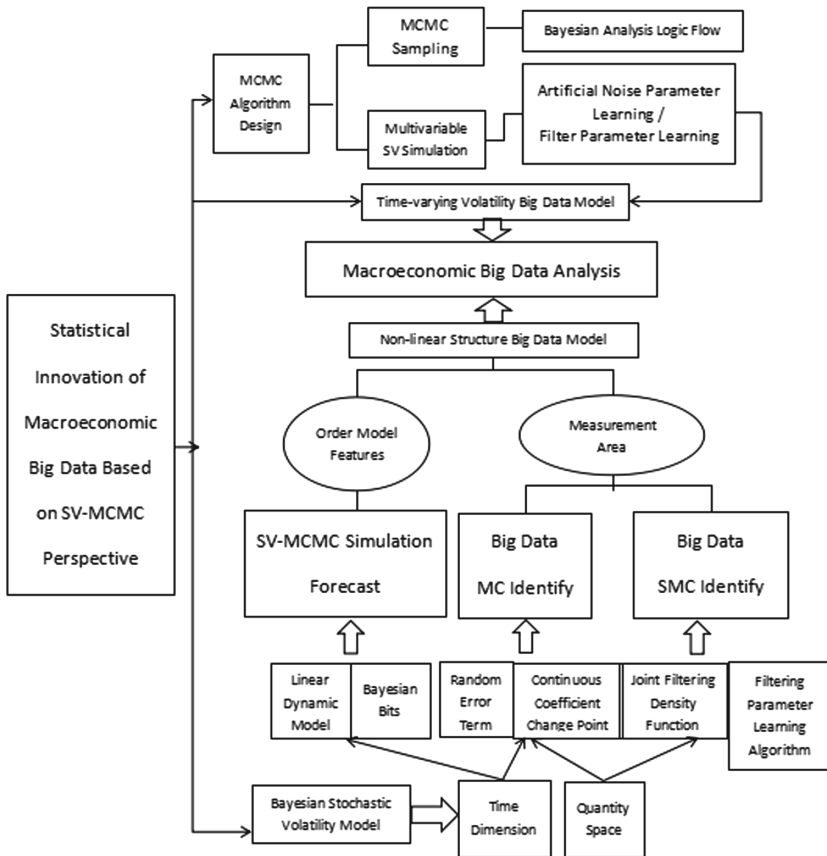 MCMC
Sampling
Bayesian Analysis Logic Flow
MCMC
Algorithm
Design
Artificial Noise Parameter
Learning /
Filter Parameter Learning
Multivariable
SV Simulation
Time-varying Volatility Big Data Model
Macroeconomic Big Data Analysis
Non-linear Structure Big Data Model
Statistical
Innovation of
Macroeconomic
Big Data Based
on SV-MCMC
Perspective
Order Model
Features
Measurement
Area
SV-MCMC Simulation
Forecast
Big Data
MC Identify
Big Data
SMC Identify
Linear
Dynamic
Model
Bayesian
Bits
Random
Error
Term
Continuous
Coefficient
Change Point
Joint Filtering
Density
Function
Filtering
Parameter
Learning
Algorithm
Bayesian Stochastic
Volatility Model
Time
Dimension
Quantity
Space